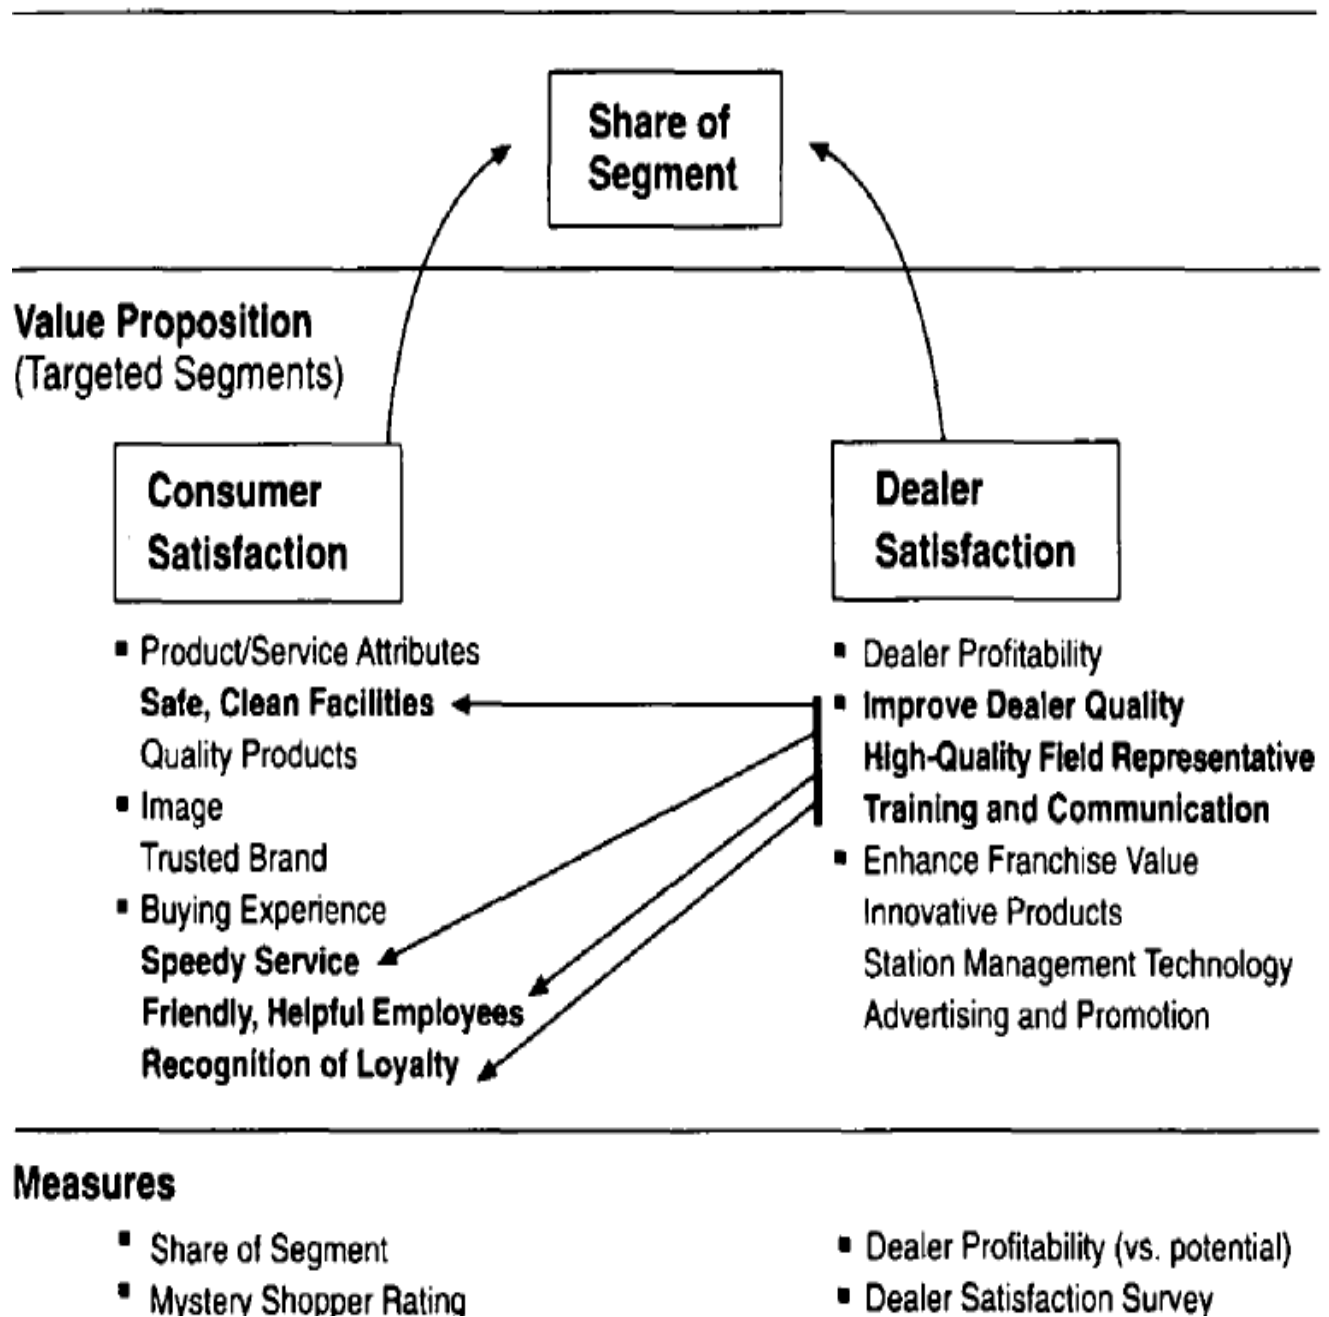 Share of
Segment
Value Proposition
(Targeted Segments)
Consumer
Satisfaction
▪ Product/Service Attributes
Safe, Clean Facilities
Quality Products
▪ Image
Trusted Brand
▪ Buying Experience
Speedy Service
Friendly, Helpful Employees
Recognition of Loyalty
Dealer
Satisfaction
▪ Dealer Profitability
▪ Improve Dealer Quality
High-Quality Field Representative
Training and Communication
▪ Enhance Franchise Value
Innovative Products
Station Management Technology
Advertising and Promotion
Measures
▪ Share of Segment
▪ Mystery Shopper Rating
▪ Dealer Profitability (vs. potential)
▪ Dealer Satisfaction Survey